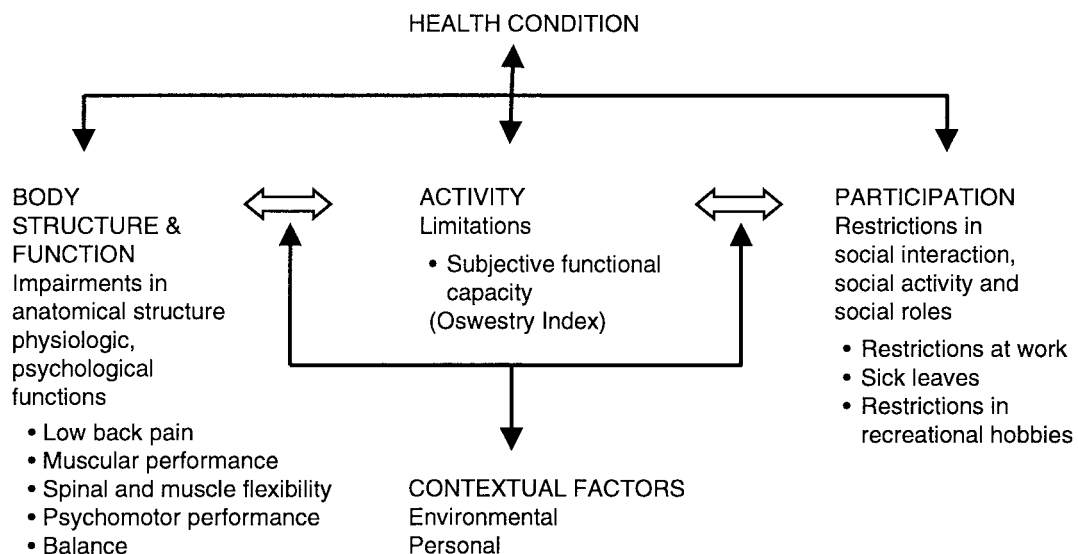 HEALTH CONDITION
BODY
STRUCTURE &
FUNCTION
Impairments in
anatomical structure
physiologic,
psychological
functions
• Low back pain
• Muscular performance
• Spinal and muscle flexibility
• Psychomotor performance
• Balance
ACTIVITY
Limitations
• Subjective functional
capacity
(Oswestry Index)
PARTICIPATION
Restrictions in
social interaction,
social activity and
social roles
• Restrictions at work
• Sick leaves
• Restrictions in
recreational hobbies
CONTEXTUAL FACTORS
Environmental
Personal